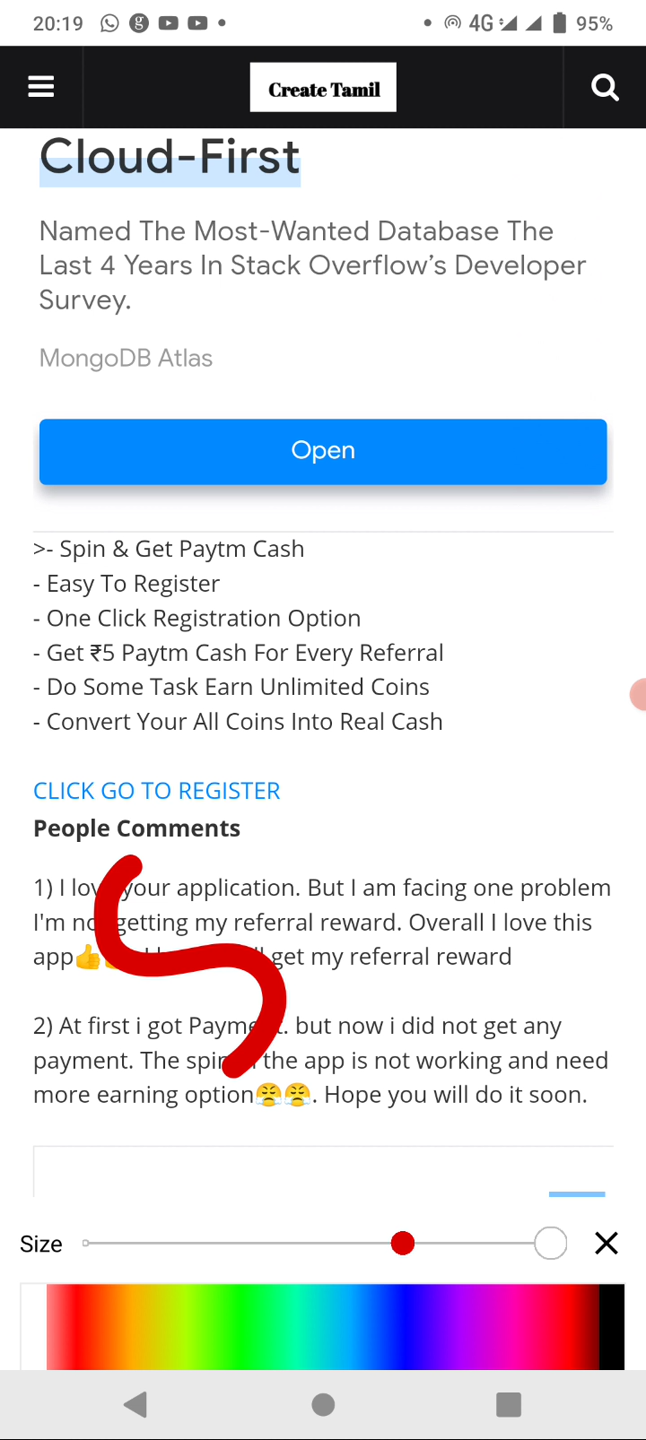 20:19
4G
95%
Create Tamil
Cloud-First
Named The Most-Wanted Database The
Last 4 Years In Stack Overflow's Developer
Survey.
MongoDB Atlas
Open
>- Spin & Get Paytm Cash
- Easy To Register
- One Click Registration Option
- Get ₹5 Paytm Cash For Every Referral
- Do Some Task Earn Unlimited Coins
- Convert Your All Coins Into Real Cash
CLICK GO TO REGISTER
People Comments
1) I love your application. But I am facing one problem
I'm not getting my referral reward. Overall I love this
app👍 get my referral reward
2) At first i got Payment. but now i did not get any
payment. The spin the app is not working and need
more earning option😤😤. Hope you will do it soon.
Size